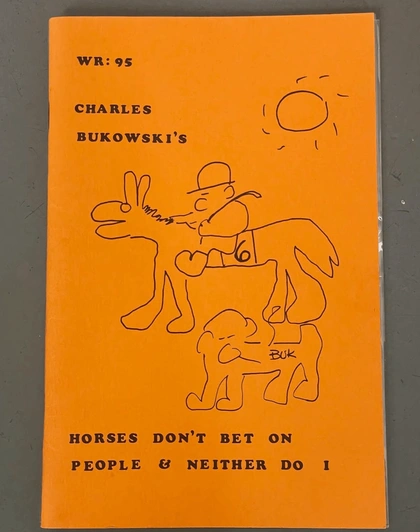 WR: 95
CHARLES
BUKOWSKI'S
6
BUK
HORSES DON'T BET ON
PEOPLE & NEITHER DO I